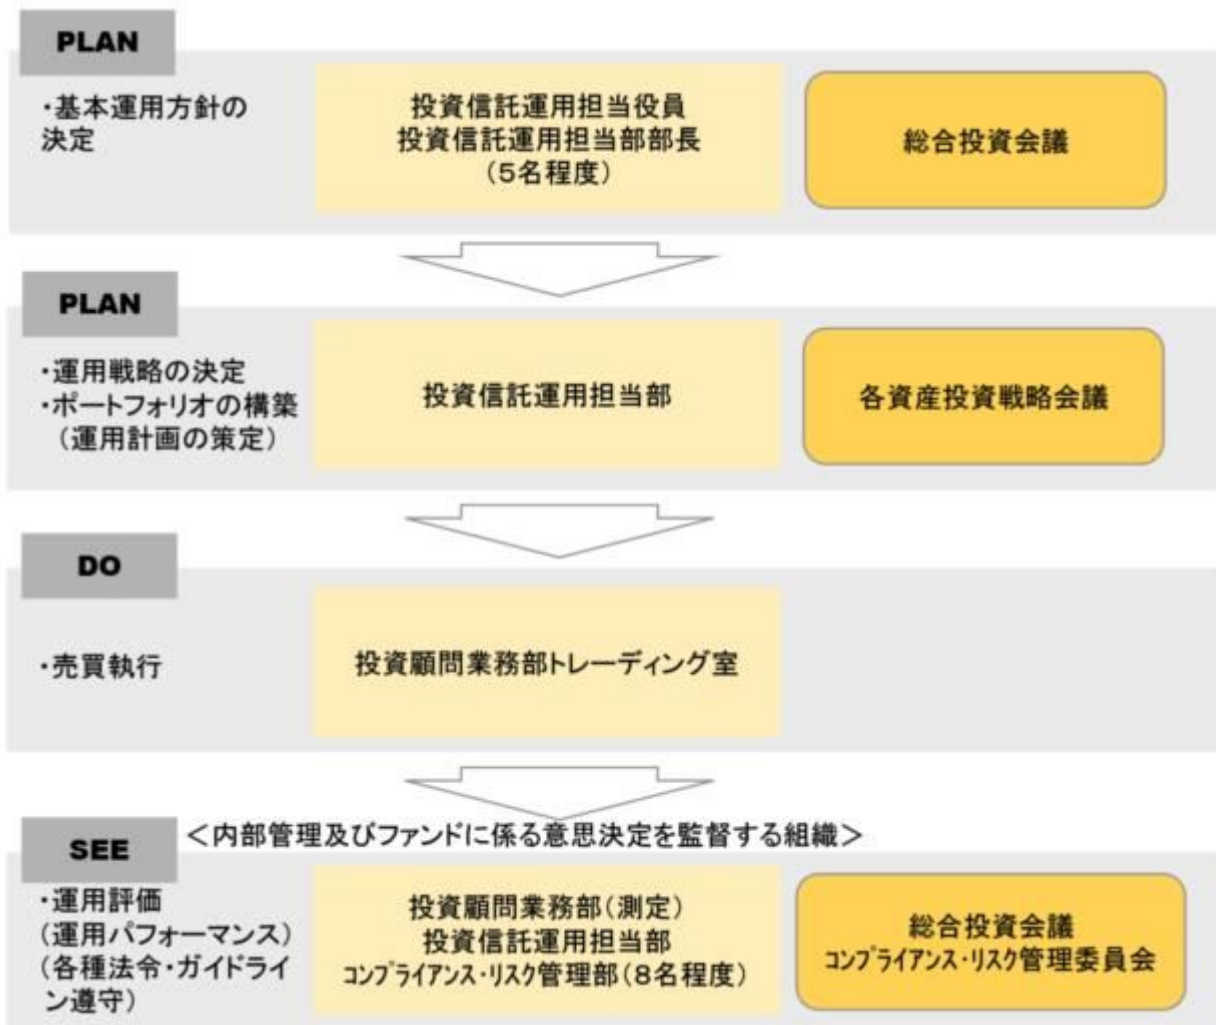 PLAN
・基本運用方針の
決定
投資信託運用担当役員
投資信託運用担当部部長
(5名程度)
総合投資会議
PLAN
・運用戦略の決定
・ポートフォリオの構築
(運用計画の策定)
投資信託運用担当部
各資産投資戦略会議
DO
・売買執行
投資顧問業務部トレーディング室
SEE
＜内部管理及びファンドに係る意思決定を監督する組織＞
・運用評価
(運用パフォーマンス)
(各種法令・ガイドライ
ン遵守)
投資顧問業務部(測定)
投資信託運用担当部
ｺﾝﾌﾟﾗｲｱﾝｽ・ﾘｽｸ管理部(8名程度)
総合投資会議
ｺﾝﾌﾟﾗｲｱﾝｽ・ﾘｽｸ管理委員会